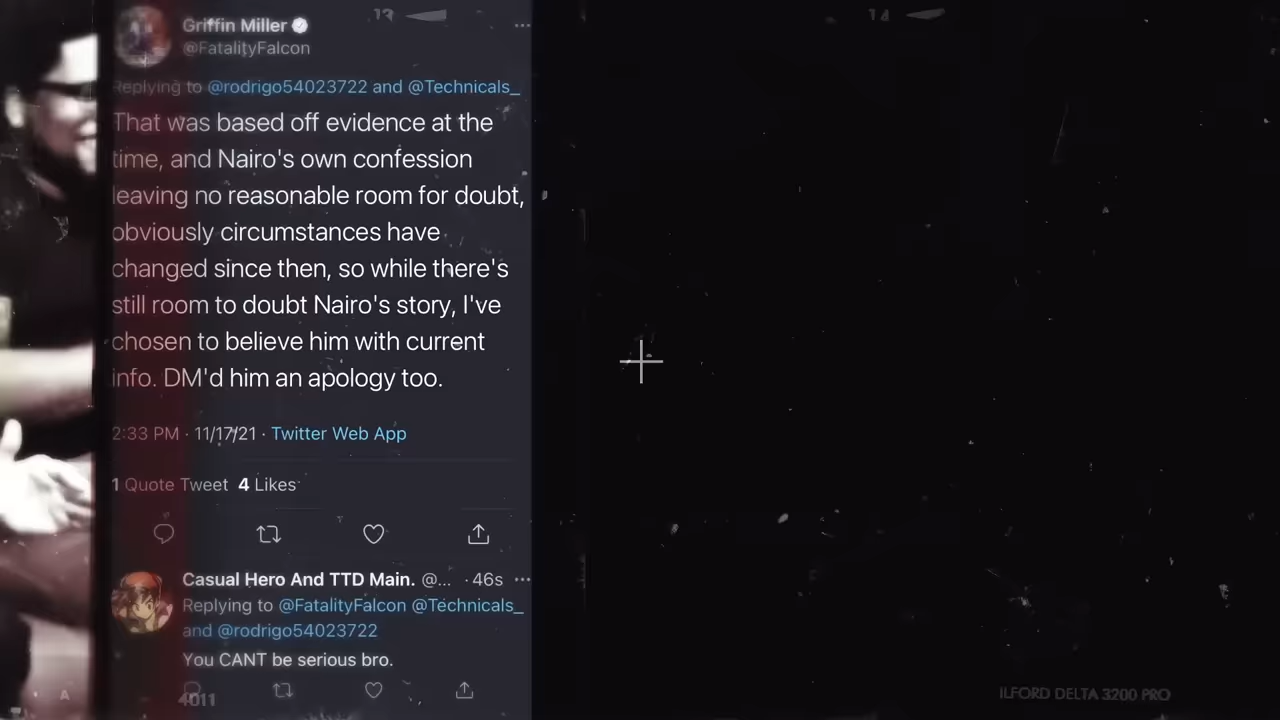 13
14
Griffin Miller
@FatalityFalcon
Replying to @rodrigo54023722 and @Technicals_
That was based off evidence at the
time, and Nairo's own confession
leaving no reasonable room for doubt,
obviously circumstances have
changed since then, so while there's
still room to doubt Nairo's story, I've
chosen to believe him with current
info. DM'd him an apology too.
2:33 PM · 11/17/21 · Twitter Web App
1 Quote Tweet 4 Likes
Casual Hero And TTD Main. @... · 46s
Replying to @FatalityFalcon @Technicals_
and @rodrigo54023722
You CANT be serious bro.
A
4011
ILFORD DELTA 3200 PRO